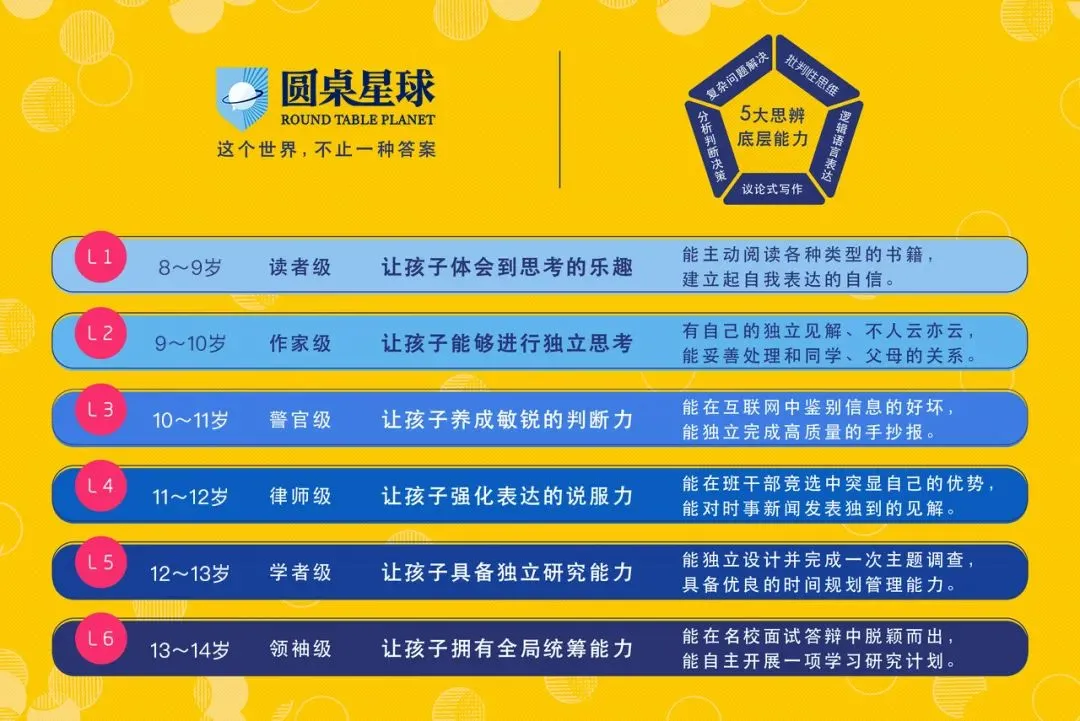 圆桌星球
ROUND TABLE PLANET
这个世界，不止一种答案
复杂问题解决
批判性思维
分析判断决策
5大思辨
底层能力
逻辑语言表达
议论式写作
L1
8～9岁
读者级
让孩子体会到思考的乐趣
能主动阅读各种类型的书籍，
建立起自我表达的自信。
L2
9～10岁
作家级
让孩子能够进行独立思考
有自己的独立见解、不人云亦云，
能妥善处理和同学、父母的关系。
L3
10～11岁
警官级
让孩子养成敏锐的判断力
能在互联网中鉴别信息的好坏，
能独立完成高质量的手抄报。
L4
11～12岁
律师级
让孩子强化表达的说服力
能在班干部竞选中突显自己的优势，
能对时事新闻发表独到的见解。
L5
12～13岁
学者级
让孩子具备独立研究能力
能独立设计并完成一次主题调查，
具备优良的时间规划管理能力。
L6
13～14岁
领袖级
让孩子拥有全局统筹能力
能在名校面试答辩中脱颖而出，
能自主开展一项学习研究计划。